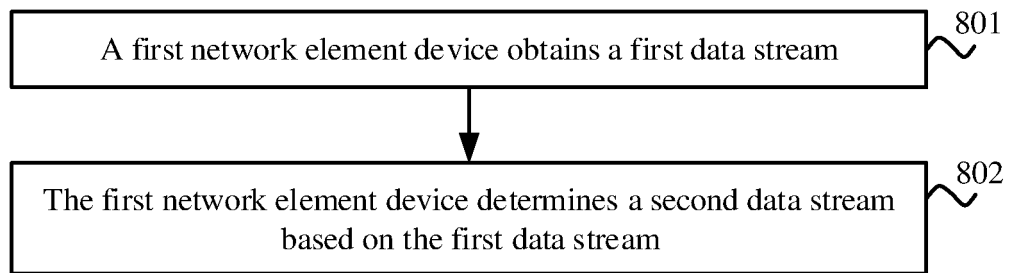 801
A first network element device obtains a first data stream
802
The first network element device determines a second data stream
based on the first data stream